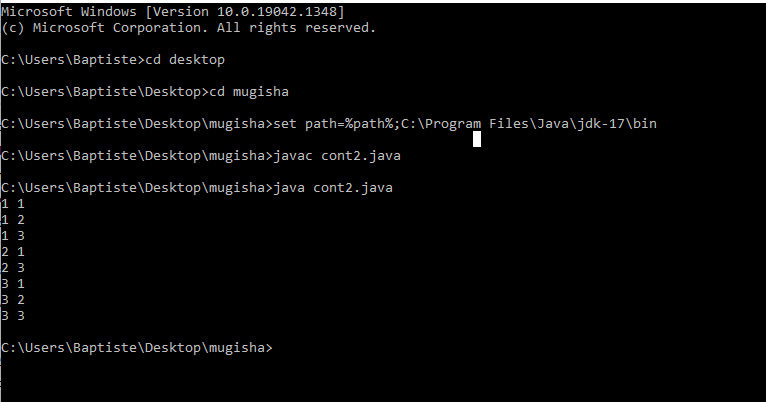 Microsoft Windows [Version 10.0.19042.1348]
(c) Microsoft Corporation. All rights reserved.
C:\Users\Baptiste>cd desktop
C:\Users\Baptiste\Desktop>cd mugisha
C:\Users\Baptiste\Desktop\mugisha>set path=%path%;C:\Program Files\Java\jdk-17\bin
C:\Users\Baptiste\Desktop\mugisha>javac cont2.java
C:\Users\Baptiste\Desktop\mugisha>java cont2.java
1 1
1 2
1 3
2 1
2 3
3 1
3 2
3 3
C:\Users\Baptiste\Desktop\mugisha>